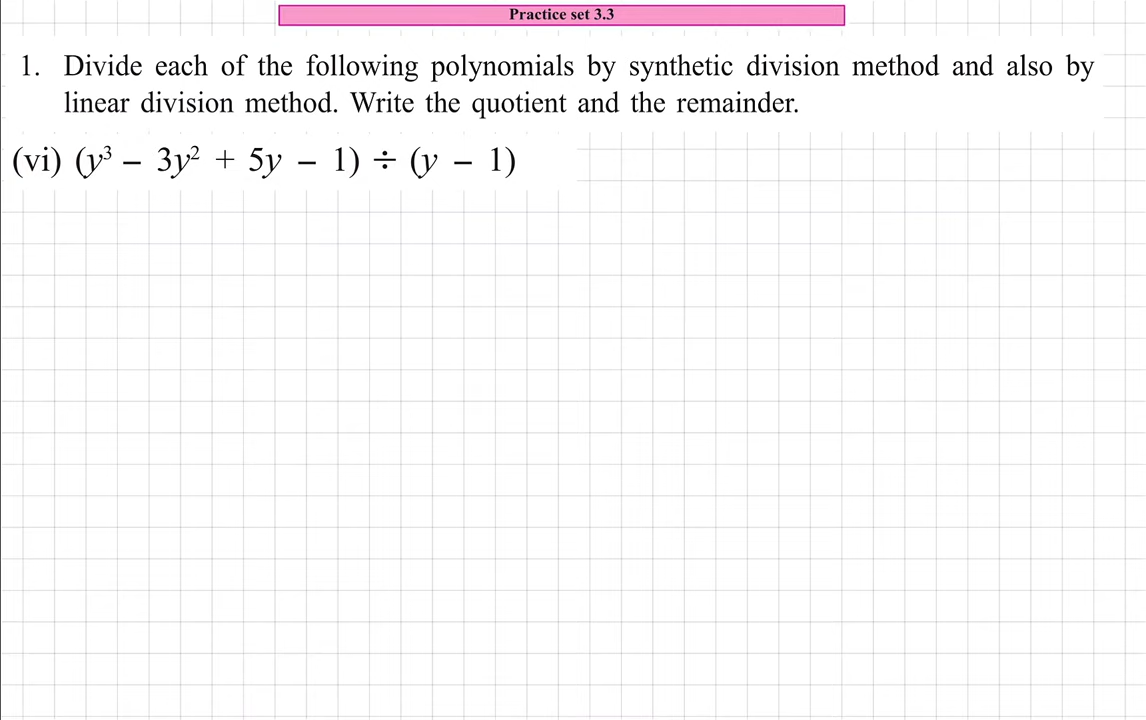 Practice set 3.3
1. Divide each of the following polynomials by synthetic division method and also by
linear division method. Write the quotient and the remainder.
(vi) (y³ – 3y² + 5y – 1) ÷ (y – 1)